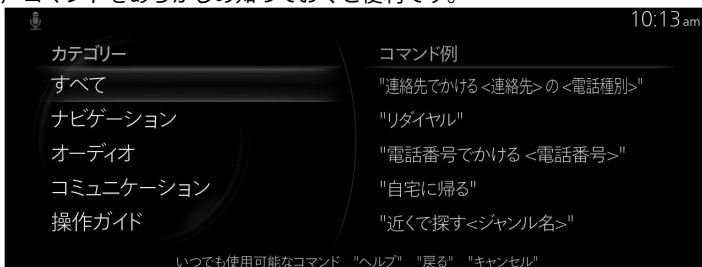 コマンドをあらかじめ知っておくと便利です。
10:13 am
カテゴリー
コマンド例
すべて
"連絡先でかける <連絡先> の <電話種別>"
ナビゲーション
"リダイヤル"
オーディオ
"電話番号でかける <電話番号>"
コミュニケーション
"自宅に帰る"
操作ガイド
"近くで探す<ジャンル名>"
いつでも使用可能なコマンド "ヘルプ" "戻る" "キャンセル"